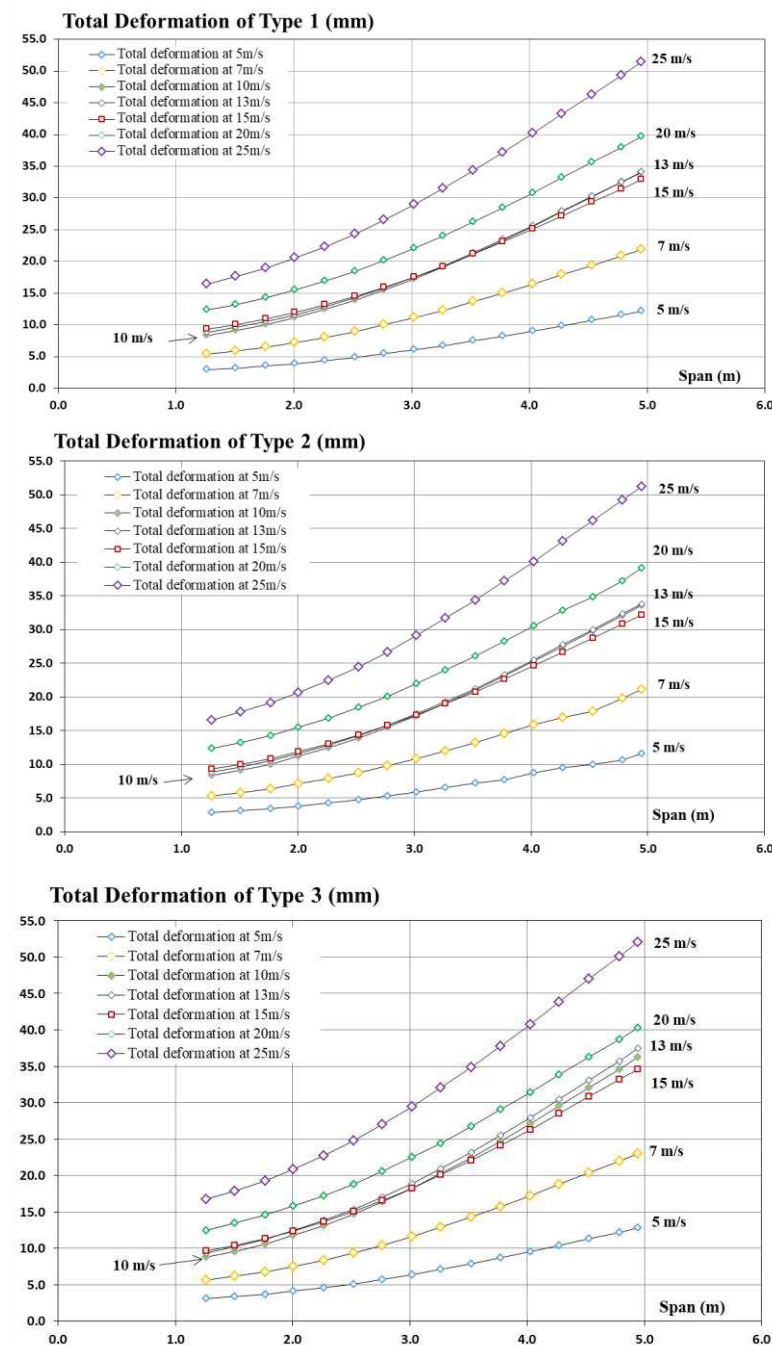 Total Deformation of Type 1 (mm)
55.0
50.0
45.0
40.0
35.0
30.0
25.0
20.0
15.0
10.0
5.0
0.0
Total deformation at 5m/s
Total deformation at 7m/s
Total deformation at 10m/s
Total deformation at 13m/s
Total deformation at 15m/s
Total deformation at 20m/s
Total deformation at 25m/s
25 m/s
20 m/s
13 m/s
15 m/s
7 m/s
5 m/s
10 m/s
Span (m)
0.0 1.0 2.0 3.0 4.0 5.0 6.0
Total Deformation of Type 2 (mm)
55.0
50.0
45.0
40.0
35.0
30.0
25.0
20.0
15.0
10.0
5.0
0.0
Total deformation at 5m/s
Total deformation at 7m/s
Total deformation at 10m/s
Total deformation at 13m/s
Total deformation at 15m/s
Total deformation at 20m/s
Total deformation at 25m/s
25 m/s
20 m/s
13 m/s
15 m/s
7 m/s
5 m/s
10 m/s
Span (m)
0.0 1.0 2.0 3.0 4.0 5.0 6.0
Total Deformation of Type 3 (mm)
55.0
50.0
45.0
40.0
35.0
30.0
25.0
20.0
15.0
10.0
5.0
0.0
Total deformation at 5m/s
Total deformation at 7m/s
Total deformation at 10m/s
Total deformation at 13m/s
Total deformation at 15m/s
Total deformation at 20m/s
Total deformation at 25m/s
25 m/s
20 m/s
13 m/s
15 m/s
7 m/s
5 m/s
10 m/s
Span (m)
0.0 1.0 2.0 3.0 4.0 5.0 6.0